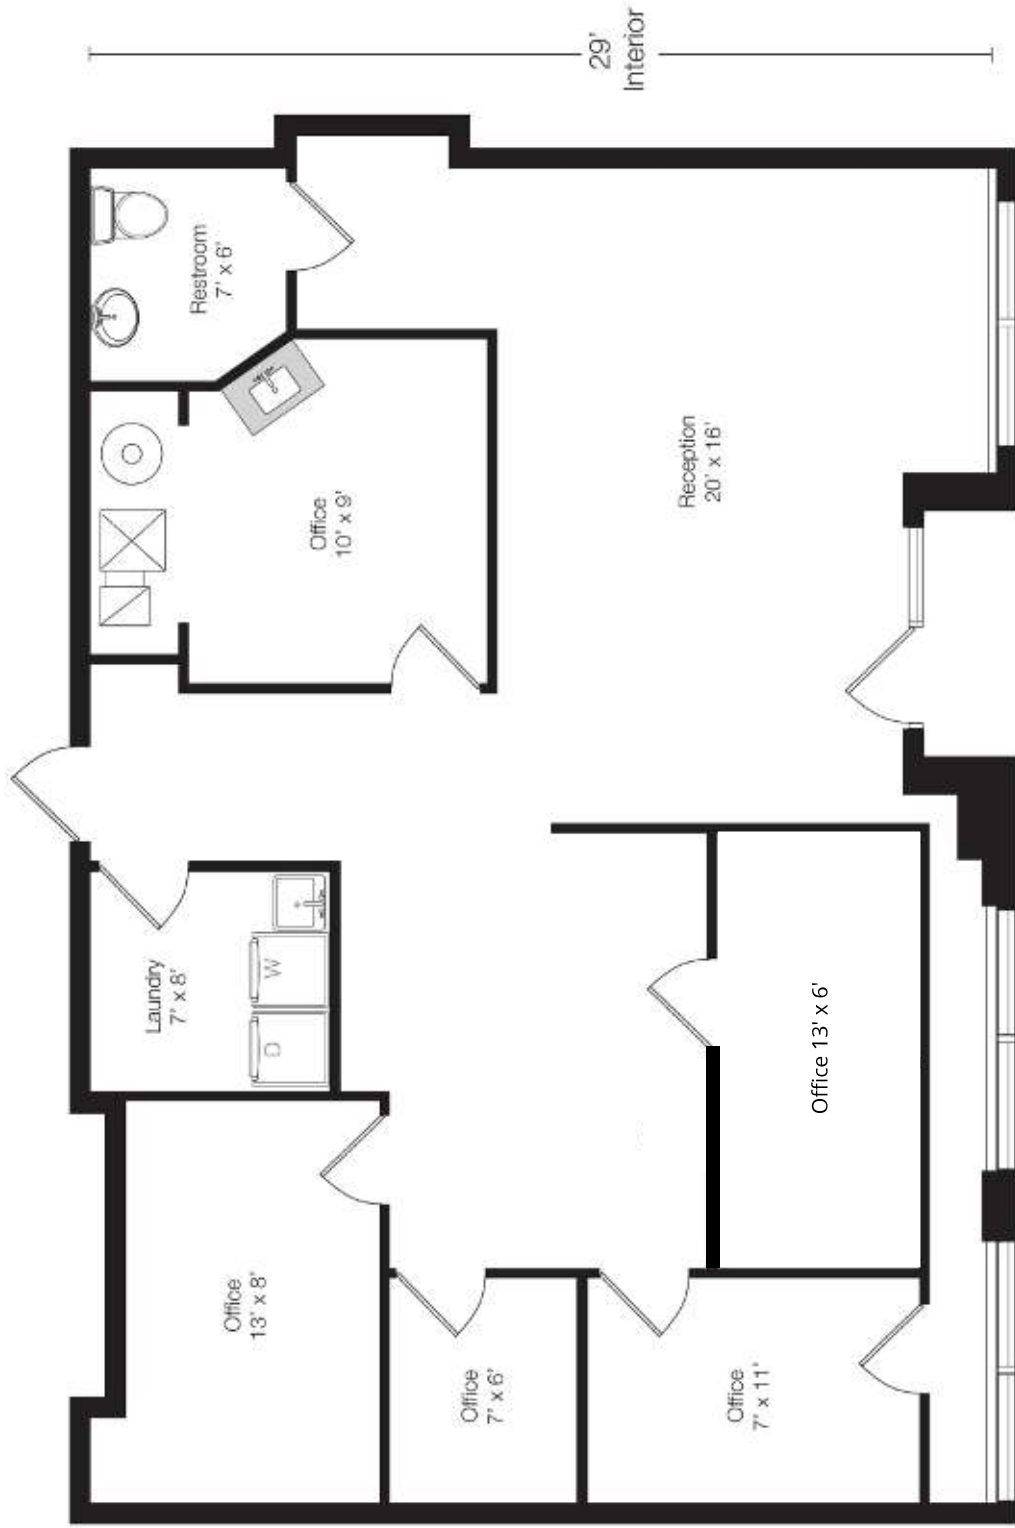 29'
Interior
Restroom
7' x 6'
Office
10' x 9'
Reception
20' x 16'
Laundry
7' x 8'
W
D
Office 13' x 6'
Office
13' x 8'
Office
7' x 6'
Office
7' x 11'